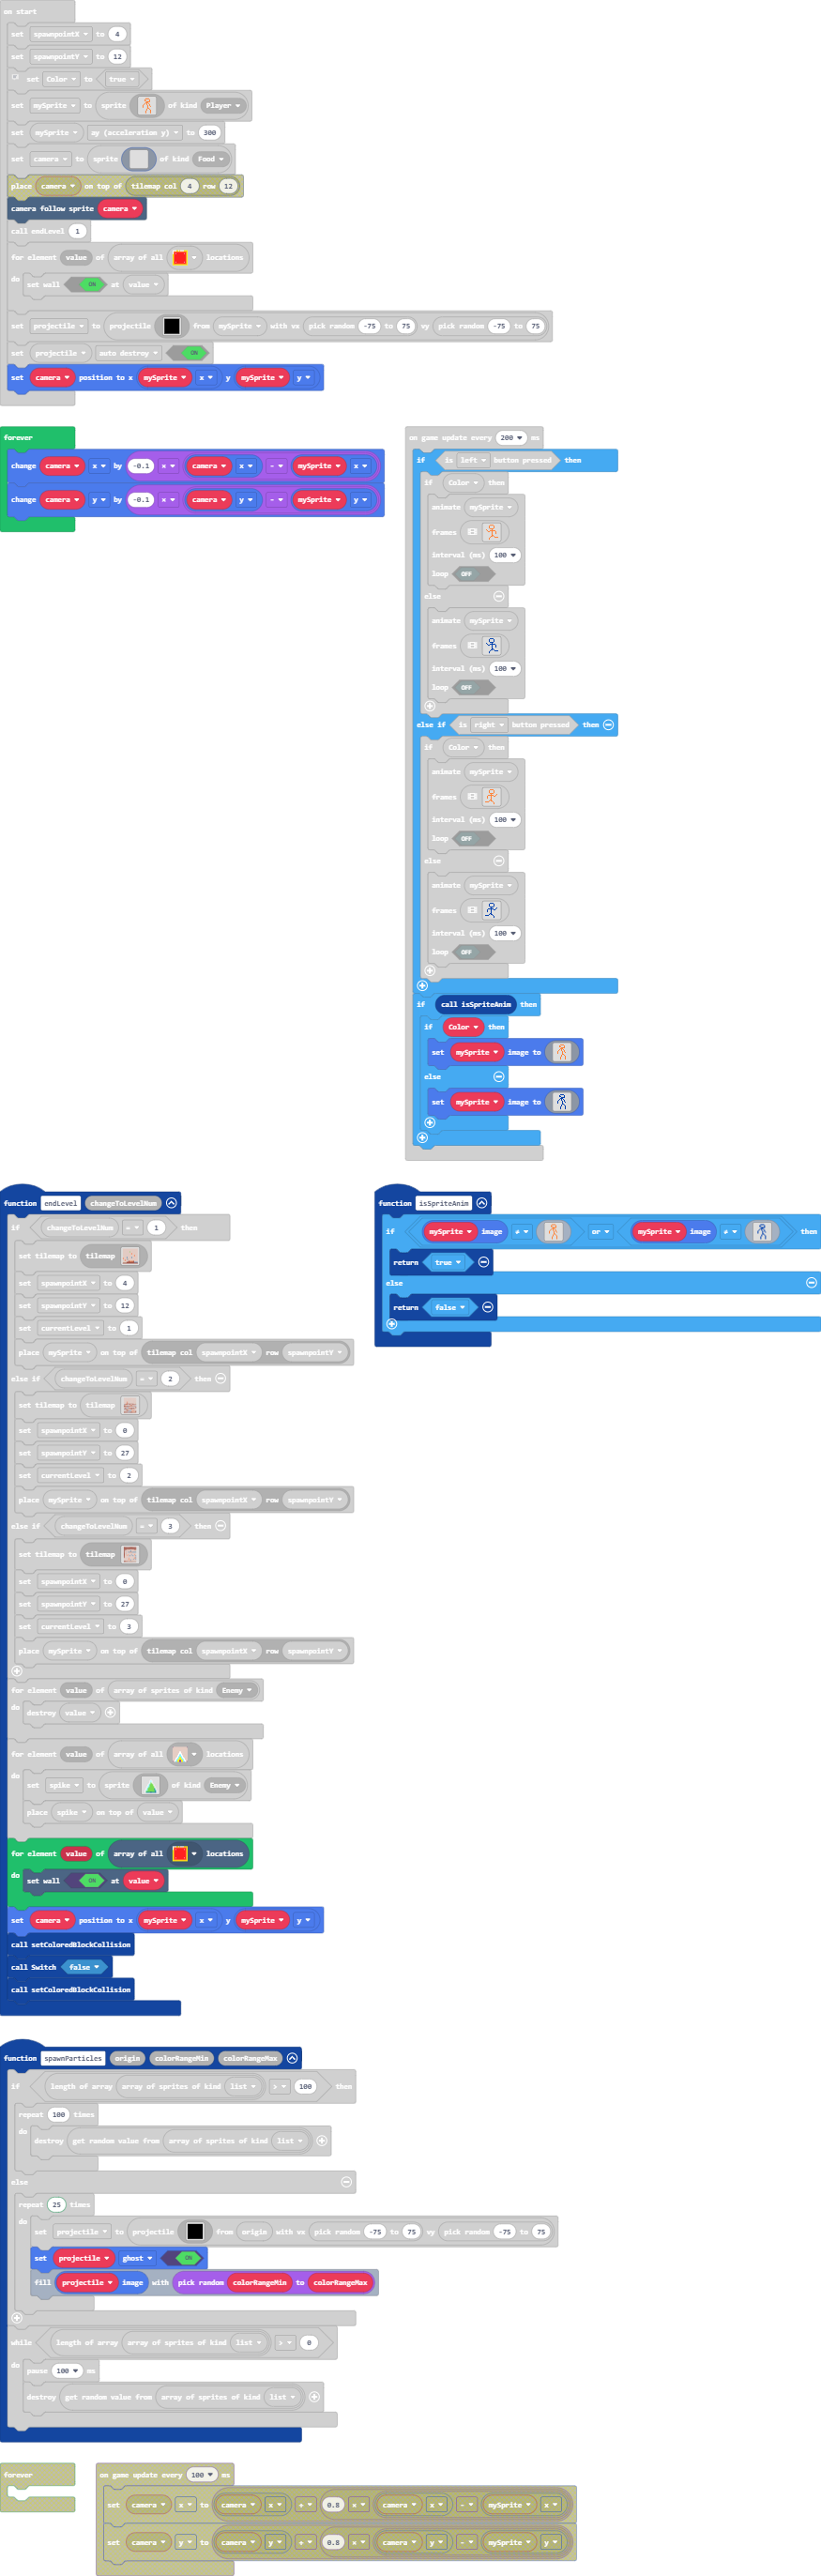 on start
set spawnpointX to 4
set spawnpointY to 12
set Color to true
set mySprite to sprite of kind Player
set mySprite ay (acceleration y) to 300
set camera to sprite of kind Food
place camera on top of tilemap col 4 row 12
camera follow sprite camera
call endLevel 1
for element value of array of all locations
do set wall ON at value
set projectile to projectile from mySprite with vx pick random -75 to 75 vy pick random -75 to 75
set projectile auto destroy ON
set camera position to x mySprite x y mySprite y
forever
change camera x by -0.1 × camera x - mySprite x
change camera y by -0.1 × camera y - mySprite y
on game update every 200 ms
if is left button pressed then
if Color then
animate mySprite
frames
interval (ms) 100
loop OFF
else
animate mySprite
frames
interval (ms) 100
loop OFF
else if is right button pressed then
if Color then
animate mySprite
frames
interval (ms) 100
loop OFF
else
animate mySprite
frames
interval (ms) 100
loop OFF
if call isSpriteAnim then
if Color then
set mySprite image to
else
set mySprite image to
function endLevel changeToLevelNum
if changeToLevelNum = 1 then
set tilemap to tilemap
set spawnpointX to 4
set spawnpointY to 12
set currentLevel to 1
place mySprite on top of tilemap col spawnpointX row spawnpointY
else if changeToLevelNum = 2 then
set tilemap to tilemap
set spawnpointX to 0
set spawnpointY to 27
set currentLevel to 2
place mySprite on top of tilemap col spawnpointX row spawnpointY
else if changeToLevelNum = 3 then
set tilemap to tilemap
set spawnpointX to 0
set spawnpointY to 27
set currentLevel to 3
place mySprite on top of tilemap col spawnpointX row spawnpointY
for element value of array of sprites of kind Enemy
do destroy value
for element value of array of all locations
do set spike to sprite of kind Enemy
place spike on top of value
for element value of array of all locations
do set wall ON at value
set camera position to x mySprite x y mySprite y
call setColoredBlockCollision
call Switch false
call setColoredBlockCollision
function isSpriteAnim
if mySprite image ≠ or mySprite image ≠ then
return true
else
return false
function spawnParticles origin colorRangeMin colorRangeMax
if length of array array of sprites of kind list > 100 then
repeat 100 times
do destroy get random value from array of sprites of kind list
else
repeat 25 times
do set projectile to projectile from origin with vx pick random -75 to 75 vy pick random -75 to 75
set projectile ghost ON
fill projectile image with pick random colorRangeMin to colorRangeMax
while length of array array of sprites of kind list > 0
do pause 100 ms
destroy get random value from array of sprites of kind list
forever
on game update every 100 ms
set camera x to camera x + 0.8 × camera x - mySprite x
set camera y to camera y + 0.8 × camera y - mySprite y